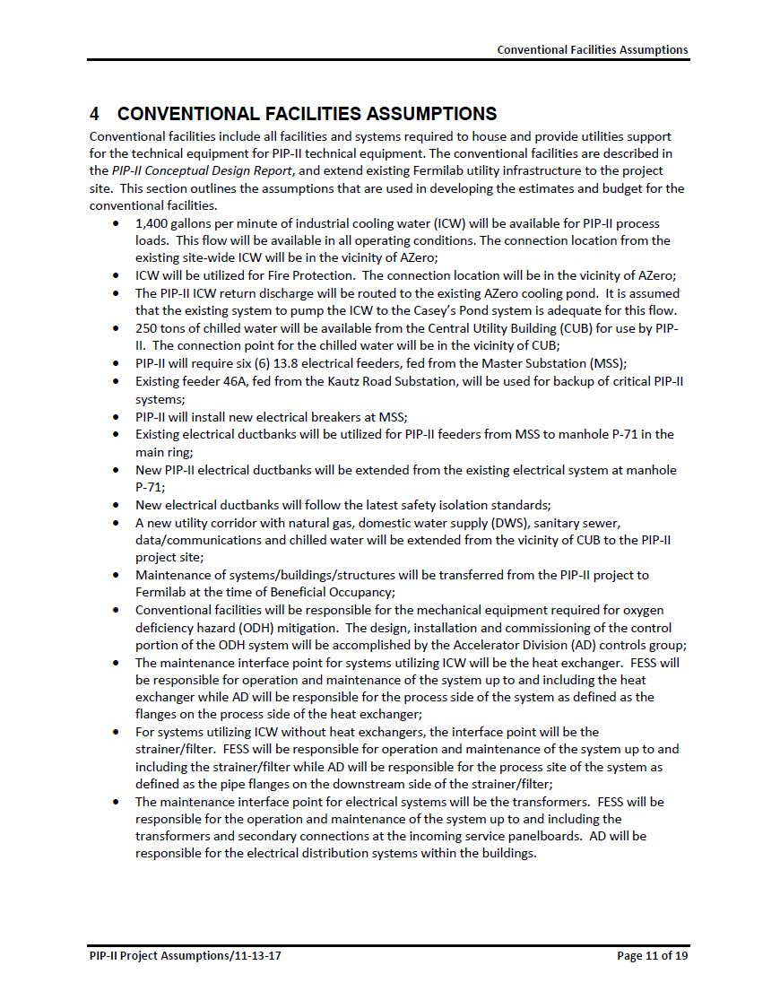 Conventional Facilities Assumptions
4 CONVENTIONAL FACILITIES ASSUMPTIONS
Conventional facilities include all facilities and systems required to house and provide utilities support
for the technical equipment for PIP-II technical equipment. The conventional facilities are described in
the PIP-II Conceptual Design Report, and extend existing Fermilab utility infrastructure to the project
site. This section outlines the assumptions that are used in developing the estimates and budget for the
conventional facilities.
• 1,400 gallons per minute of industrial cooling water (ICW) will be available for PIP-II process
loads. This flow will be available in all operating conditions. The connection location from the
existing site-wide ICW will be in the vicinity of AZero;
• ICW will be utilized for Fire Protection. The connection location will be in the vicinity of AZero;
• The PIP-II ICW return discharge will be routed to the existing AZero cooling pond. It is assumed
that the existing system to pump the ICW to the Casey's Pond system is adequate for this flow.
• 250 tons of chilled water will be available from the Central Utility Building (CUB) for use by PIP-
II. The connection point for the chilled water will be in the vicinity of CUB;
• PIP-II will require six (6) 13.8 electrical feeders, fed from the Master Substation (MSS);
• Existing feeder 46A, fed from the Kautz Road Substation, will be used for backup of critical PIP-II
systems;
• PIP-II will install new electrical breakers at MSS;
• Existing electrical ductbanks will be utilized for PIP-II feeders from MSS to manhole P-71 in the
main ring;
• New PIP-II electrical ductbanks will be extended from the existing electrical system at manhole
P-71;
• New electrical ductbanks will follow the latest safety isolation standards;
• A new utility corridor with natural gas, domestic water supply (DWS), sanitary sewer,
data/communications and chilled water will be extended from the vicinity of CUB to the PIP-II
project site;
• Maintenance of systems/buildings/structures will be transferred from the PIP-II project to
Fermilab at the time of Beneficial Occupancy;
• Conventional facilities will be responsible for the mechanical equipment required for oxygen
deficiency hazard (ODH) mitigation. The design, installation and commissioning of the control
portion of the ODH system will be accomplished by the Accelerator Division (AD) controls group;
• The maintenance interface point for systems utilizing ICW will be the heat exchanger. FESS will
be responsible for operation and maintenance of the system up to and including the heat
exchanger while AD will be responsible for the process side of the system as defined as the
flanges on the process side of the heat exchanger;
• For systems utilizing ICW without heat exchangers, the interface point will be the
strainer/filter. FESS will be responsible for operation and maintenance of the system up to and
including the strainer/filter while AD will be responsible for the process site of the system as
defined as the pipe flanges on the downstream side of the strainer/filter;
• The maintenance interface point for electrical systems will be the transformers. FESS will be
responsible for the operation and maintenance of the system up to and including the
transformers and secondary connections at the incoming service panelboards. AD will be
responsible for the electrical distribution systems within the buildings.
PIP-II Project Assumptions/11-13-17
Page 11 of 19